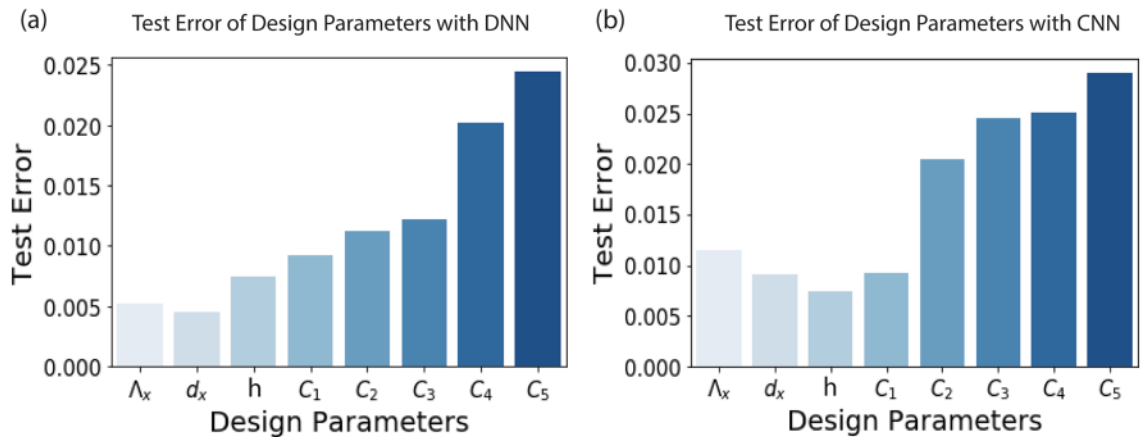 (a) Test Error of Design Parameters with DNN
0.025
0.020
0.015
0.010
0.005
0.000
Test Error
Λx dx h C1 C2 C3 C4 C5
Design Parameters
(b) Test Error of Design Parameters with CNN
0.030
0.025
0.020
0.015
0.010
0.005
0.000
Test Error
Λx dx h C1 C2 C3 C4 C5
Design Parameters